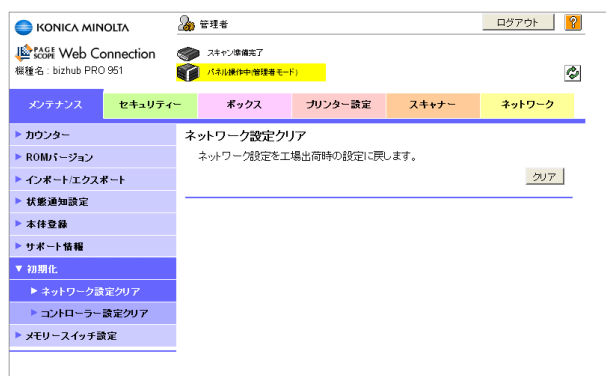 KONICA MINOLTA
管理者
ログアウト
?
PAGE SCOPE Web Connection
スキャン準備完了
機種名 : bizhub PRO 951
パネル操作中(管理者モード)
メンテナンス
セキュリティー
ボックス
プリンター設定
スキャナー
ネットワーク
カウンター
ROMバージョン
インポート/エクスポート
状態通知設定
本体登録
サポート情報
初期化
ネットワーク設定クリア
コントローラー設定クリア
メモリースイッチ設定
ネットワーク設定クリア
ネットワーク設定を工場出荷時の設定に戻します。
クリア